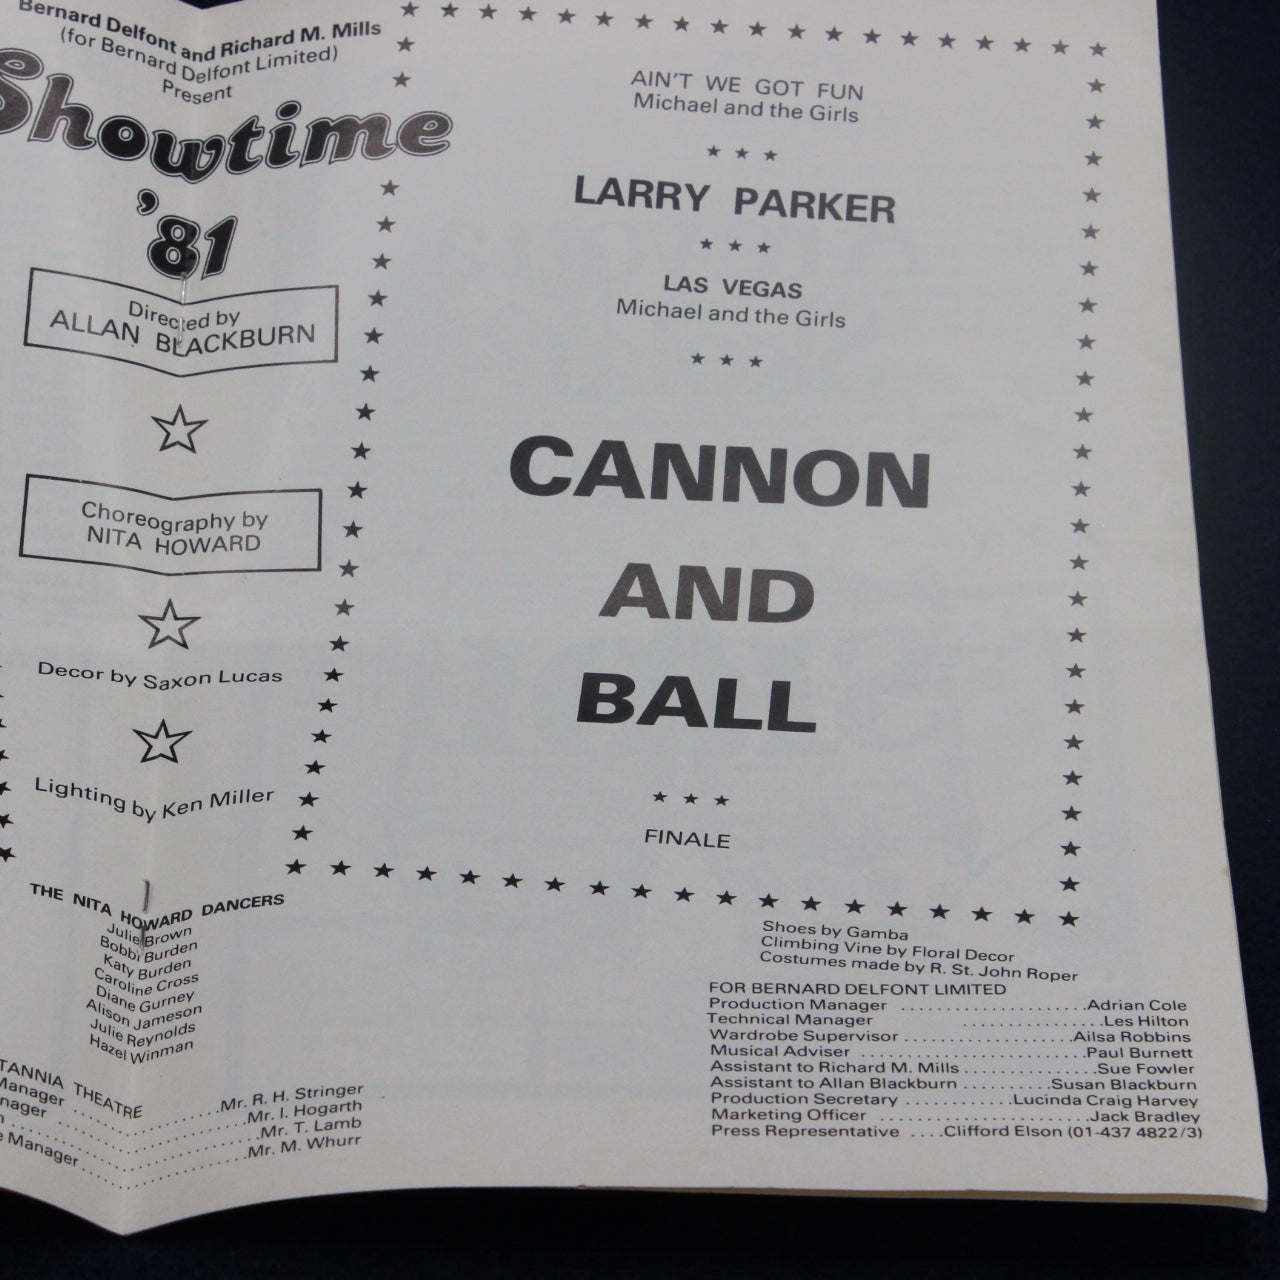 Bernard Delfont and Richard M. Mills
(for Bernard Delfont Limited)
Present
Showtime
'81
Directed by
ALLAN BLACKBURN
Choreography by
NITA HOWARD
Decor by Saxon Lucas
Lighting by Ken Miller
THE NITA HOWARD DANCERS
Julie Brown
Bobbi Burden
Katy Burden
Caroline Cross
Diane Gurney
Alison Jameson
Julie Reynolds
Hazel Winman
THEATRE
Manager ........................Mr. R. H. Stringer
........................Mr. I. Hogarth
........................Mr. T. Lamb
Manager ........................Mr. M. Whurr
AIN'T WE GOT FUN
Michael and the Girls
LARRY PARKER
LAS VEGAS
Michael and the Girls
CANNON
AND
BALL
FINALE
Shoes by Gamba
Climbing Vine by Floral Decor
Costumes made by R. St. John Roper
FOR BERNARD DELFONT LIMITED
Production Manager ........................Adrian Cole
Technical Manager ..................Les Hilton
Wardrobe Supervisor ......................Ailsa Robbins
Musical Adviser .............................Paul Burnett
Assistant to Richard M. Mills ..................Sue Fowler
Assistant to Allan Blackburn ............Susan Blackburn
Production Secretary ..............Lucinda Craig Harvey
Marketing Officer .............................Jack Bradley
Press Representative ....Clifford Elson (01-437 4822/3)